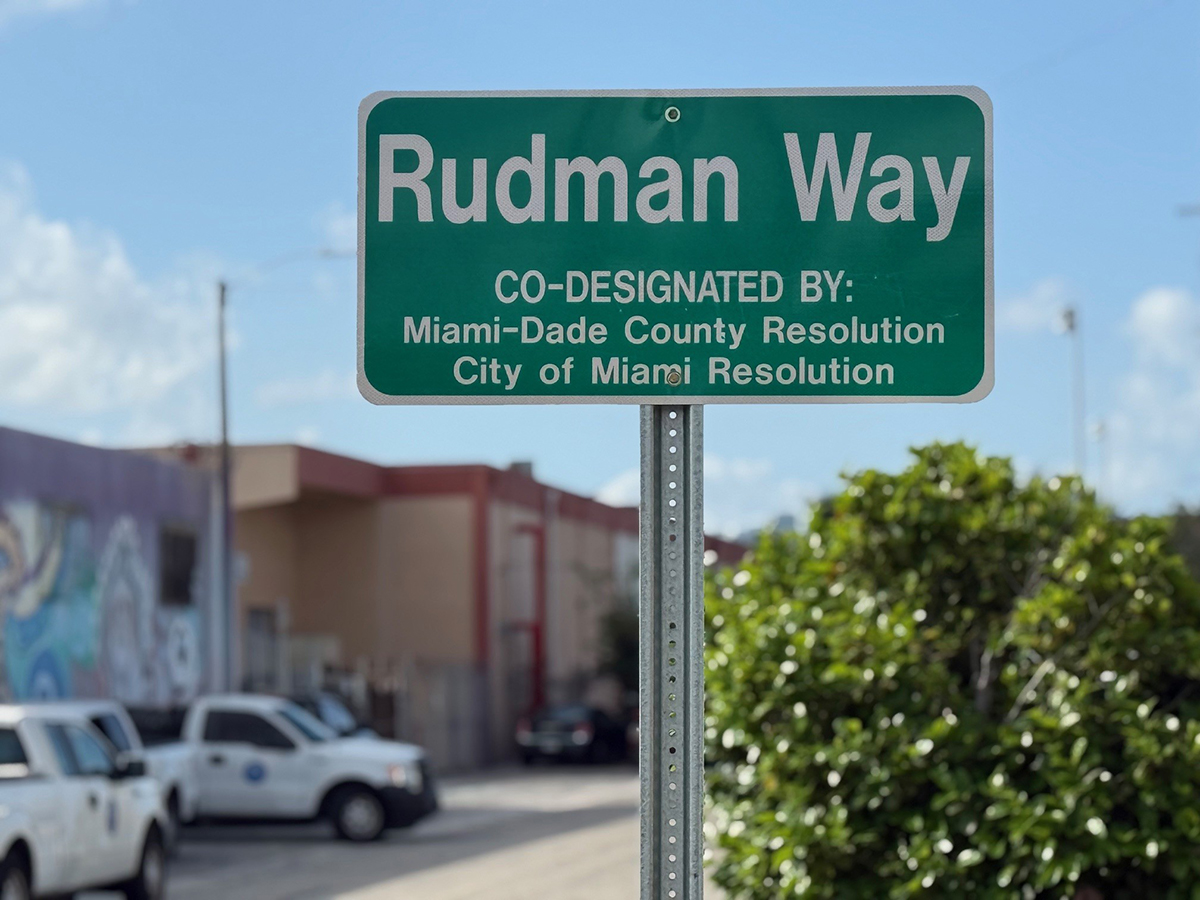 Rudman Way
CO-DESIGNATED BY:
Miami-Dade County Resolution
City of Miami Resolution